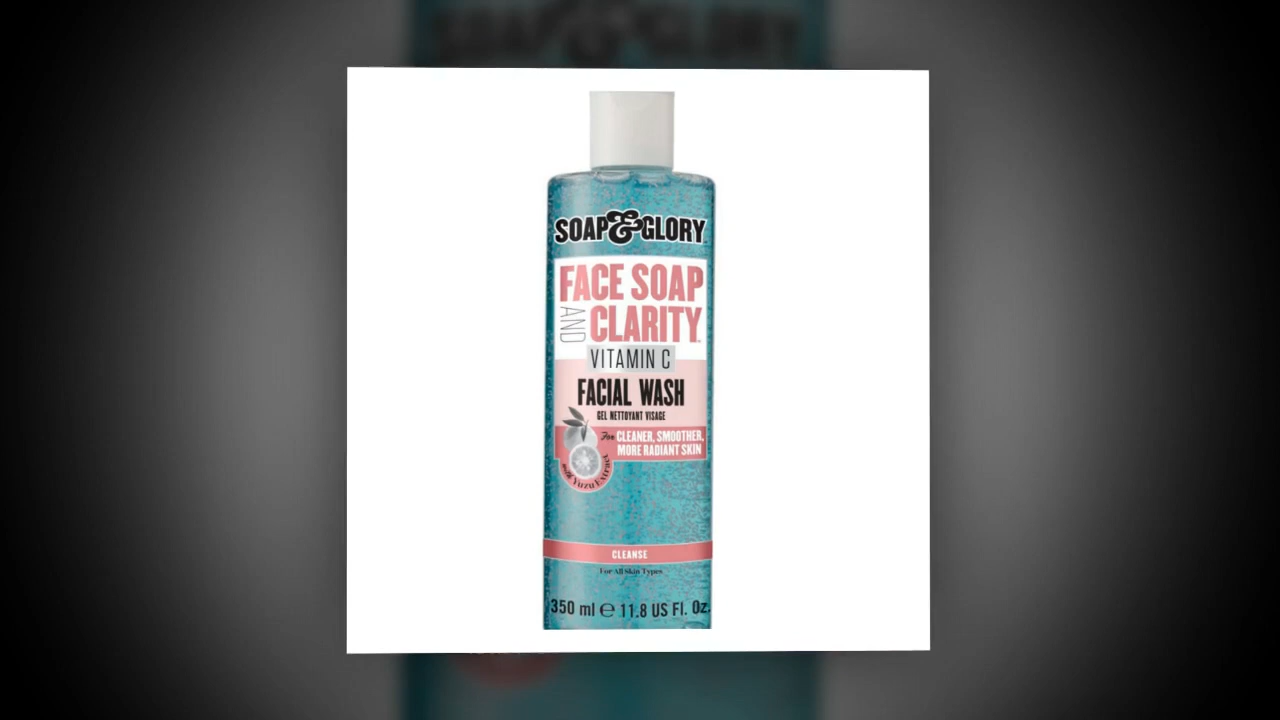 SOAP&GLORY
FACE SOAP
AND CLARITY
VITAMIN C
FACIAL WASH
GEL NETTOYANT VISAGE
For CLEANER, SMOOTHER,
MORE RADIANT SKIN
with Yuzu Extract
CLEANSE
For All Skin Types
350 ml e 11.8 US Fl. Oz.